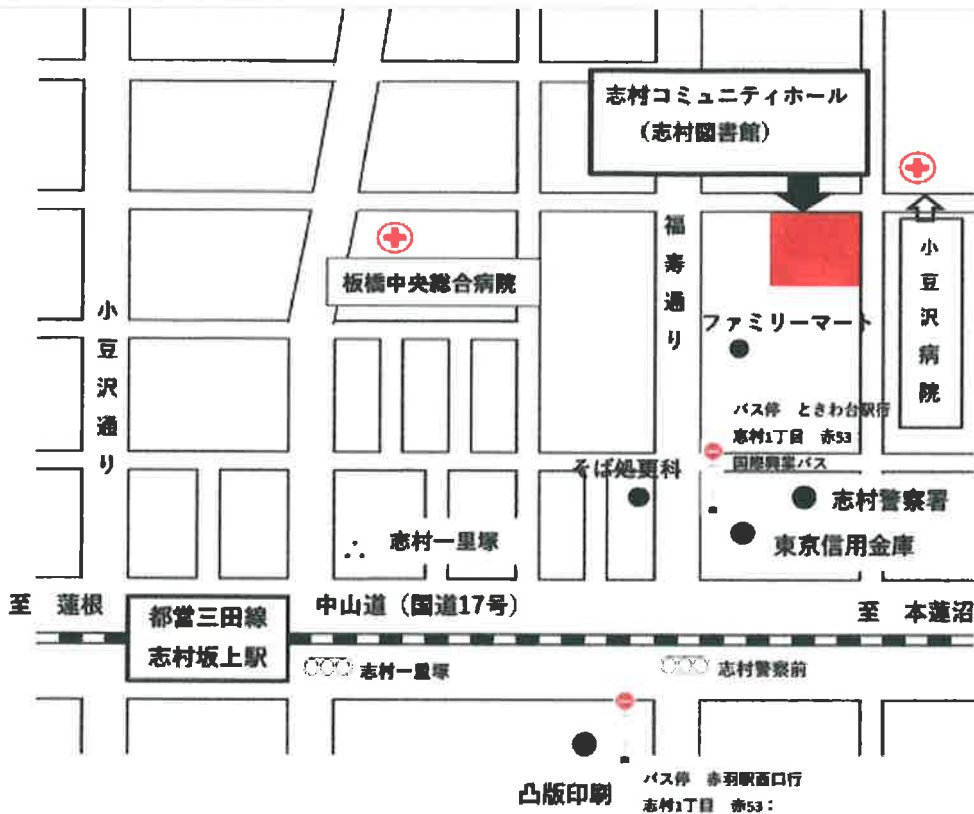 志村コミュニティホール
（志村図書館）
板橋中央総合病院
福寿通り
小豆沢病院
ファミリーマート
小豆沢通り
バス停　ときわ台駅行
志村1丁目　赤53
国際興業バス
そば処更科
志村警察署
志村一里塚
東京信用金庫
至　蓮根
都営三田線
志村坂上駅
中山道（国道17号）
至　本蓮沼
志村一里塚
志村警察前
凸版印刷
バス停　赤羽駅西口行
志村1丁目　赤53：